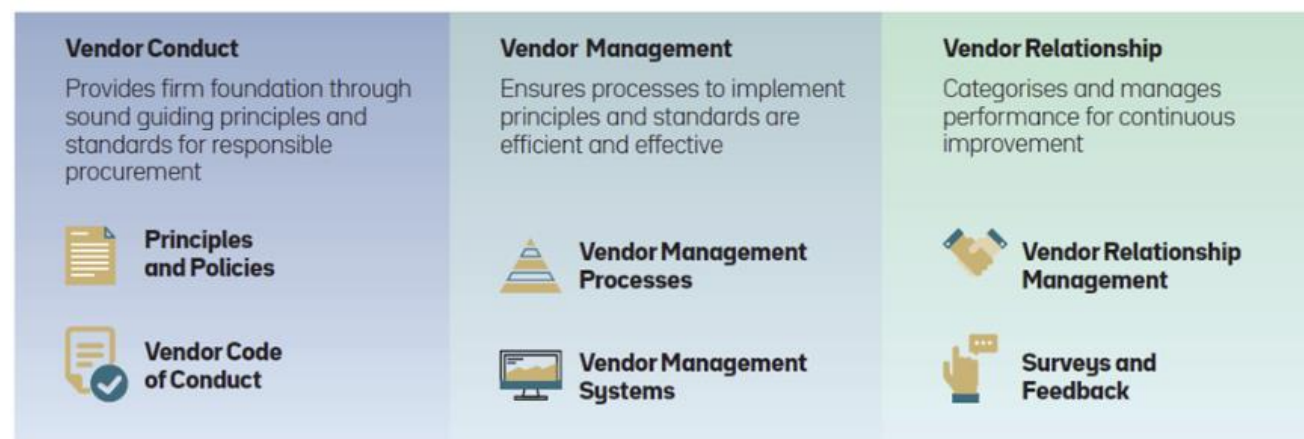 Vendor Conduct
Provides firm foundation through
sound guiding principles and
standards for responsible
procurement
Principles
and Policies
Vendor Code
of Conduct
Vendor Management
Ensures processes to implement
principles and standards are
efficient and effective
Vendor Management
Processes
Vendor Management
Systems
Vendor Relationship
Categorises and manages
performance for continuous
improvement
Vendor Relationship
Management
Surveys and
Feedback